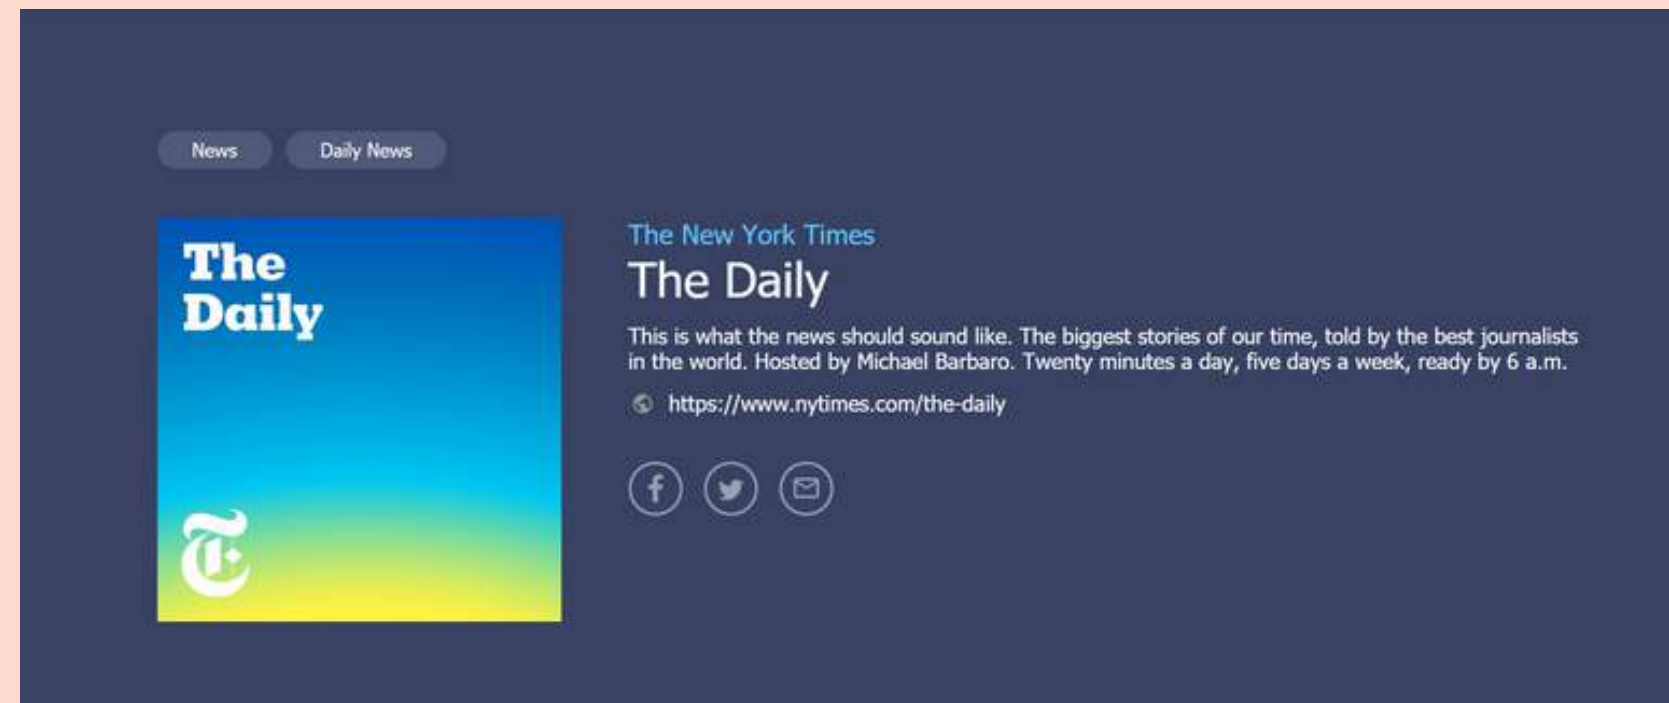 News
Daily News
The
Daily
T
The New York Times
The Daily
This is what the news should sound like. The biggest stories of our time, told by the best journalists
in the world. Hosted by Michael Barbaro. Twenty minutes a day, five days a week, ready by 6 a.m.
https://www.nytimes.com/the-daily